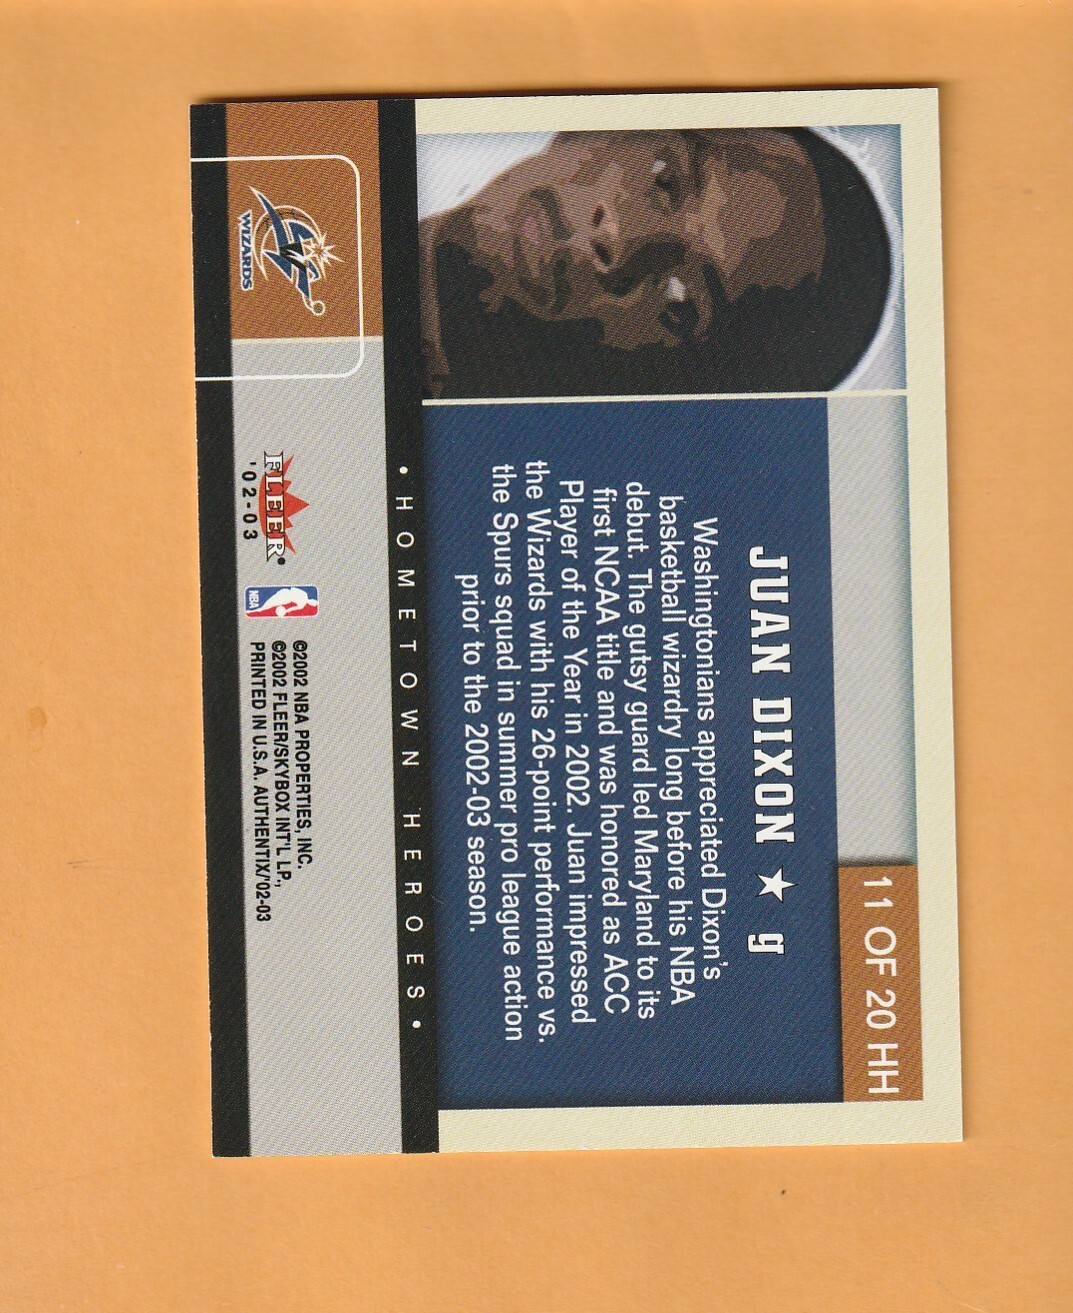 11 OF 20 HH
JUAN DIXON ★ g
Washingtonians appreciated Dixon's
basketball wizardry long before his NBA
debut. The gutsy guard led Maryland to its
first NCAA title and was honored as ACC
Player of the Year in 2002. Juan impressed
the Wizards with his 26-point performance vs.
the Spurs squad in summer pro league action
prior to the 2002-03 season.
• HOMETOWN HEROES •
WIZARDS
FLEER
'02-03
NBA
©2002 NBA PROPERTIES, INC.
©2002 FLEER/SKYBOX INT'L LP.,
PRINTED IN U.S.A. AUTHENTIX/'02-03